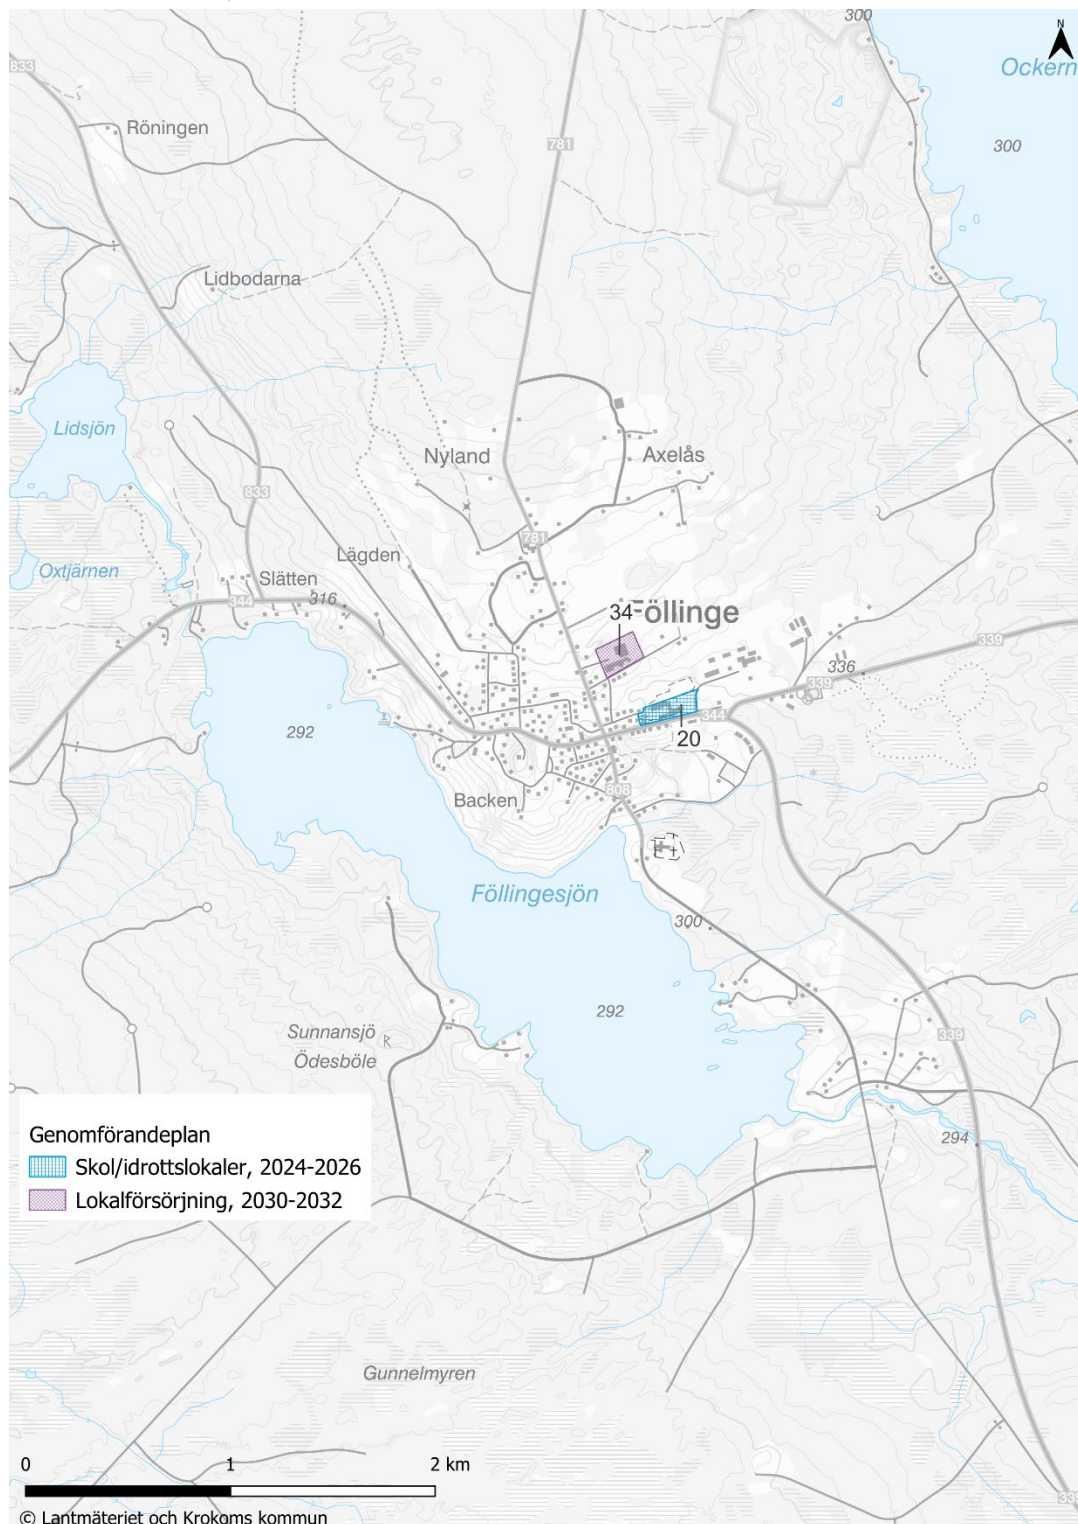 300
N
Ockern
833
Röningen
781
300
Lidbodarna
Lidsjön
Nyland
Axelås
833
781
Lägden
Oxtjärnen
Slätten
344
316
34
Föllinge
339
336
339
344
20
292
808
Backen
Föllingesjön
300
292
Sunnansjö
Ödesböle
339
294
Genomförandeplan
Skol/idrottslokaler, 2024-2026
Lokalförsörjning, 2030-2032
Gunnelmyren
0 1 2 km
339
© Lantmäteriet och Krokoms kommun